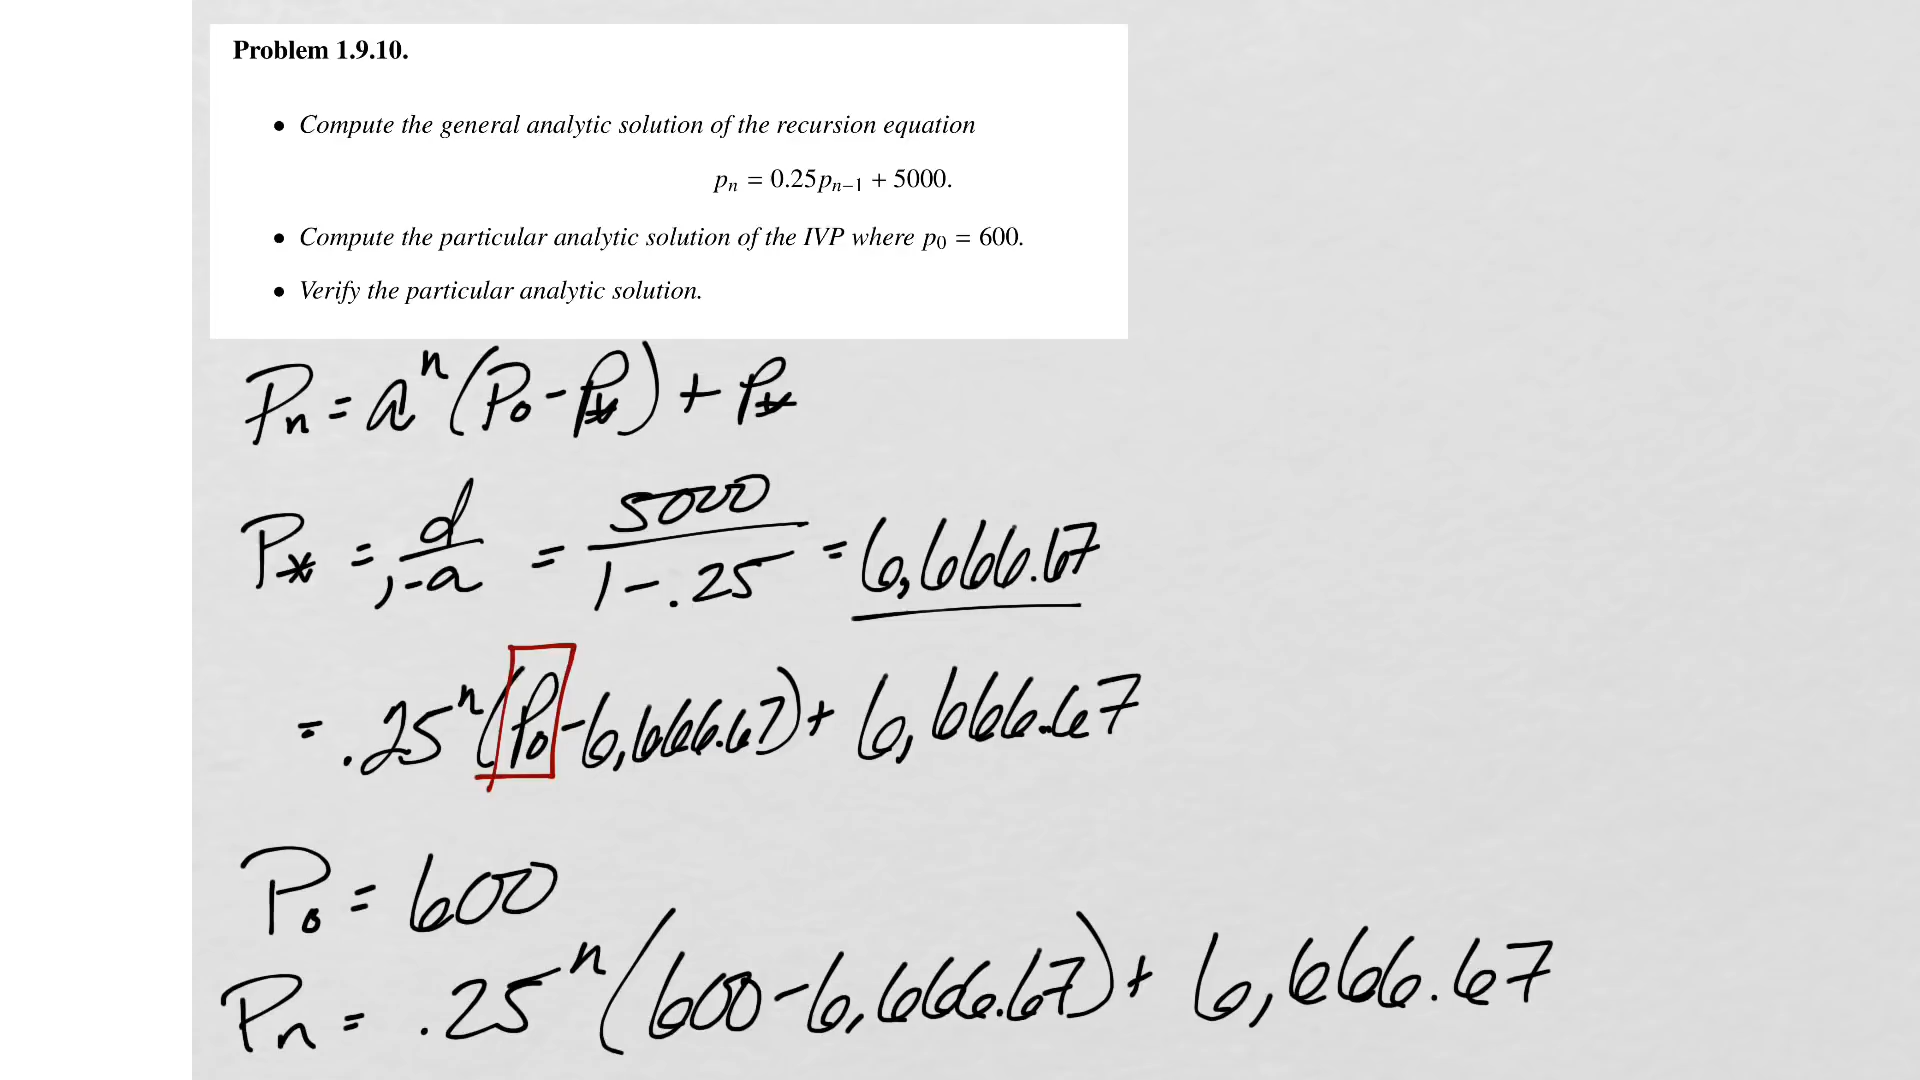 Problem 1.9.10.
• Compute the general analytic solution of the recursion equation
pₙ = 0.25pₙ₋₁ + 5000.
• Compute the particular analytic solution of the IVP where p₀ = 600.
• Verify the particular analytic solution.
Pₙ = aⁿ(P₀ - P*) + P*
P* = d/(1-a) = 5000/(1-.25) = 6,666.67
= .25ⁿ(P₀ - 6,666.67) + 6,666.67
P₀ = 600
Pₙ = .25ⁿ(600 - 6,666.67) + 6,666.67